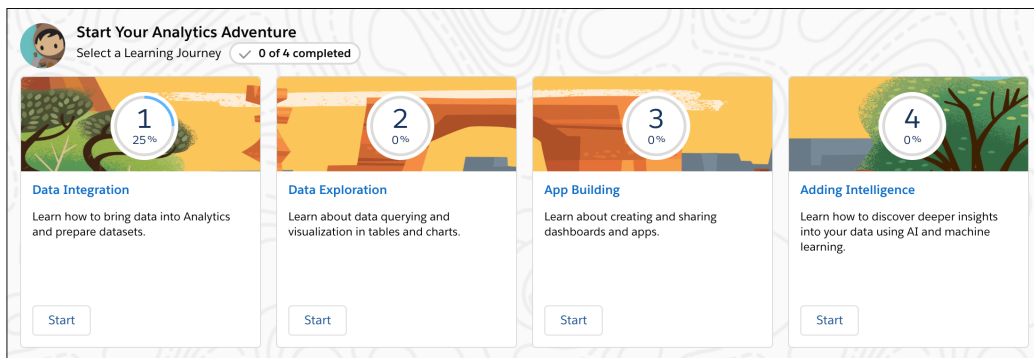 Start Your Analytics Adventure
Select a Learning Journey
0 of 4 completed
1
25%
Data Integration
Learn how to bring data into Analytics
and prepare datasets.
Start
2
0%
Data Exploration
Learn about data querying and
visualization in tables and charts.
Start
3
0%
App Building
Learn about creating and sharing
dashboards and apps.
Start
4
0%
Adding Intelligence
Learn how to discover deeper insights
into your data using AI and machine
learning.
Start